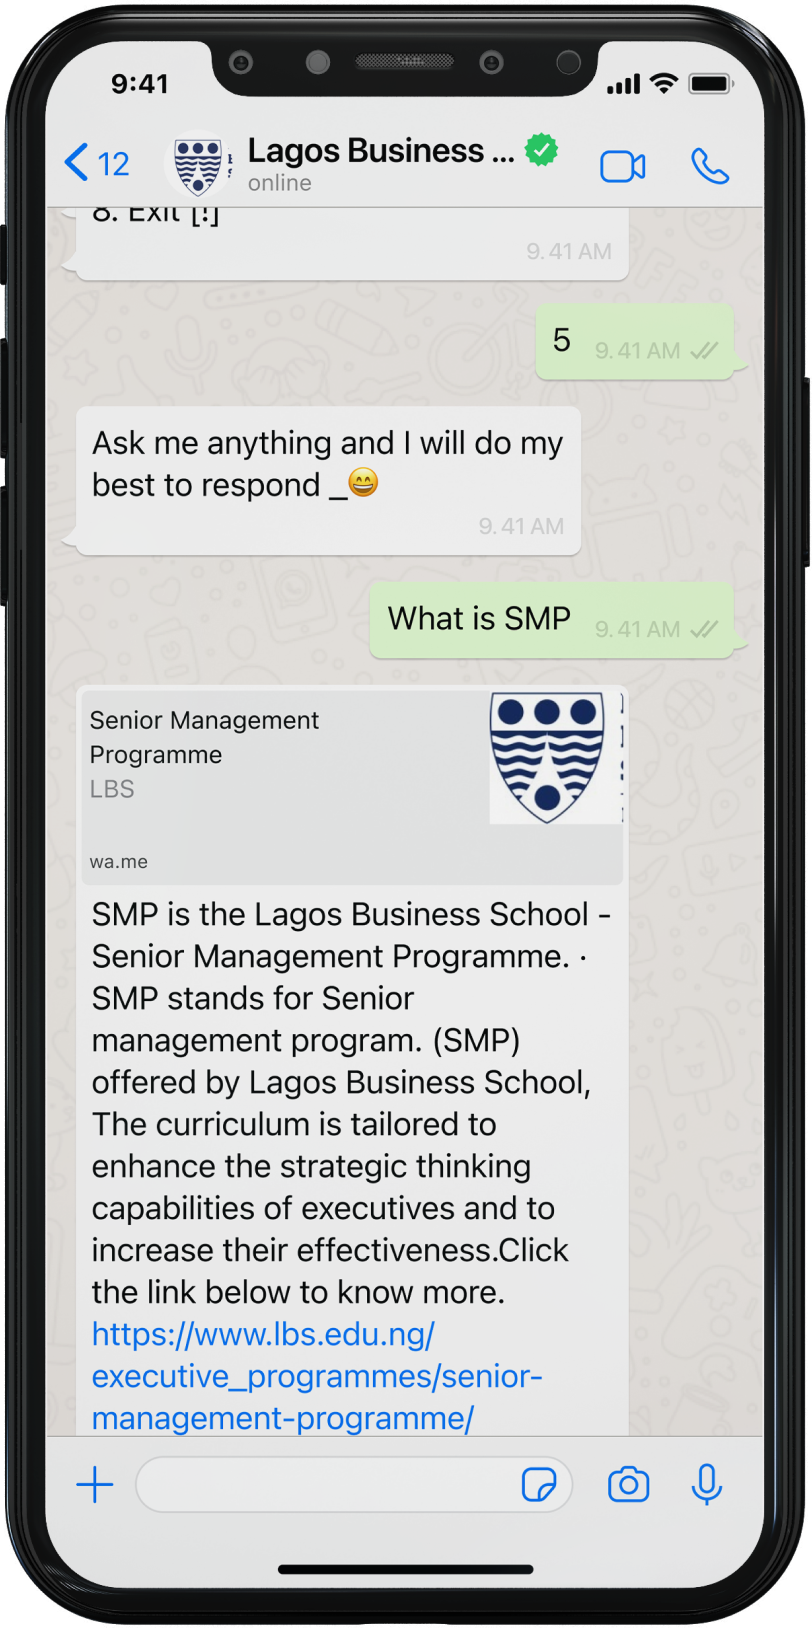 9:41
12
Lagos Business ...
online
8. Exit [!]
9.41 AM
5 9.41 AM
Ask me anything and I will do my
best to respond _😄
9.41 AM
What is SMP 9.41 AM
Senior Management
Programme
LBS
wa.me
SMP is the Lagos Business School -
Senior Management Programme. ·
SMP stands for Senior
management program. (SMP)
offered by Lagos Business School,
The curriculum is tailored to
enhance the strategic thinking
capabilities of executives and to
increase their effectiveness.Click
the link below to know more.
https://www.lbs.edu.ng/
executive_programmes/senior-
management-programme/